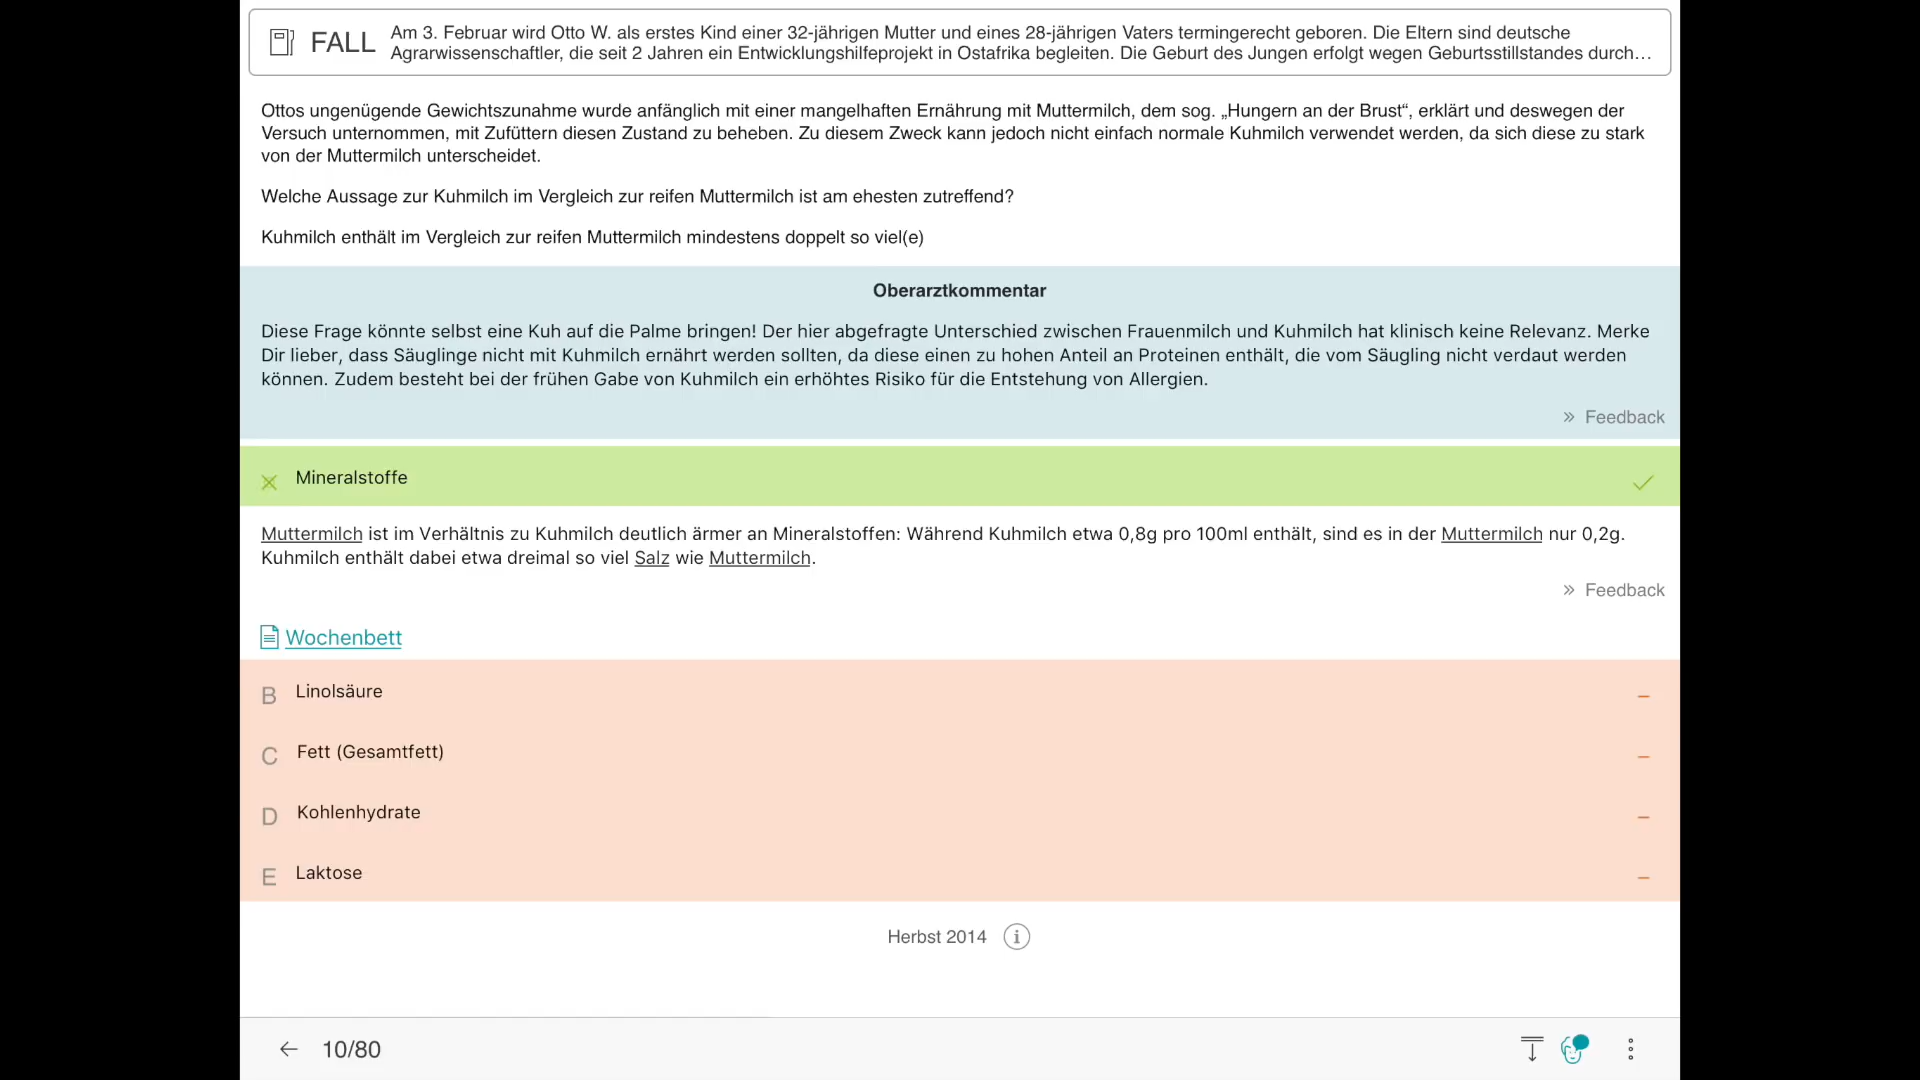 FALL
Am 3. Februar wird Otto W. als erstes Kind einer 32-jährigen Mutter und eines 28-jährigen Vaters termingerecht geboren. Die Eltern sind deutsche
Agrarwissenschaftler, die seit 2 Jahren ein Entwicklungshilfeprojekt in Ostafrika begleiten. Die Geburt des Jungen erfolgt wegen Geburtsstillstandes durch…
Ottos ungenügende Gewichtszunahme wurde anfänglich mit einer mangelhaften Ernährung mit Muttermilch, dem sog. „Hungern an der Brust“, erklärt und deswegen der
Versuch unternommen, mit Zufüttern diesen Zustand zu beheben. Zu diesem Zweck kann jedoch nicht einfach normale Kuhmilch verwendet werden, da sich diese zu stark
von der Muttermilch unterscheidet.
Welche Aussage zur Kuhmilch im Vergleich zur reifen Muttermilch ist am ehesten zutreffend?
Kuhmilch enthält im Vergleich zur reifen Muttermilch mindestens doppelt so viel(e)
Oberarztkommentar
Diese Frage könnte selbst eine Kuh auf die Palme bringen! Der hier abgefragte Unterschied zwischen Frauenmilch und Kuhmilch hat klinisch keine Relevanz. Merke
Dir lieber, dass Säuglinge nicht mit Kuhmilch ernährt werden sollten, da diese einen zu hohen Anteil an Proteinen enthält, die vom Säugling nicht verdaut werden
können. Zudem besteht bei der frühen Gabe von Kuhmilch ein erhöhtes Risiko für die Entstehung von Allergien.
» Feedback
Mineralstoffe
Muttermilch ist im Verhältnis zu Kuhmilch deutlich ärmer an Mineralstoffen: Während Kuhmilch etwa 0,8g pro 100ml enthält, sind es in der Muttermilch nur 0,2g.
Kuhmilch enthält dabei etwa dreimal so viel Salz wie Muttermilch.
» Feedback
Wochenbett
B Linolsäure
C Fett (Gesamtfett)
D Kohlenhydrate
E Laktose
Herbst 2014
10/80